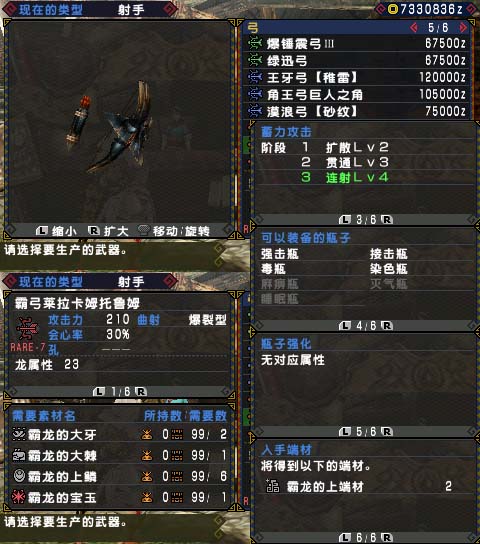 现在的类型 射手
L 缩小 R 扩大 移动/旋转
请选择要生产的武器。
7330836z
弓 5/6
爆锤震弓Ⅲ 67500z
绿迅弓 67500z
王牙弓【稚雷】 120000z
角王弓巨人之角 105000z
漠浪弓【砂纹】 75000z
蓄力攻击
阶段 1 扩散Ｌｖ２
2 贯通Ｌｖ３
3 连射Ｌｖ４
L 3/6 R
可以装备的瓶子
强击瓶 接击瓶
毒瓶 染色瓶
麻痹瓶 灭气瓶
睡眠瓶
L 4/6 R
瓶子强化
无对应属性
L 5/6 R
入手端材
将得到以下的端材。
霸龙的上端材 2
L 6/6 R
现在的类型 射手
霸弓莱拉卡姆托鲁姆
攻击力 210 曲射 爆裂型
会心率 30%
RARE-7 孔 ---
龙属性 23
L 1/6 R
需要素材名 所持数/需要数
霸龙的大牙 0 99/ 2
霸龙的大棘 0 99/ 1
霸龙的上鳞 0 99/ 6
霸龙的宝玉 0 99/ 1
请选择要生产的武器。